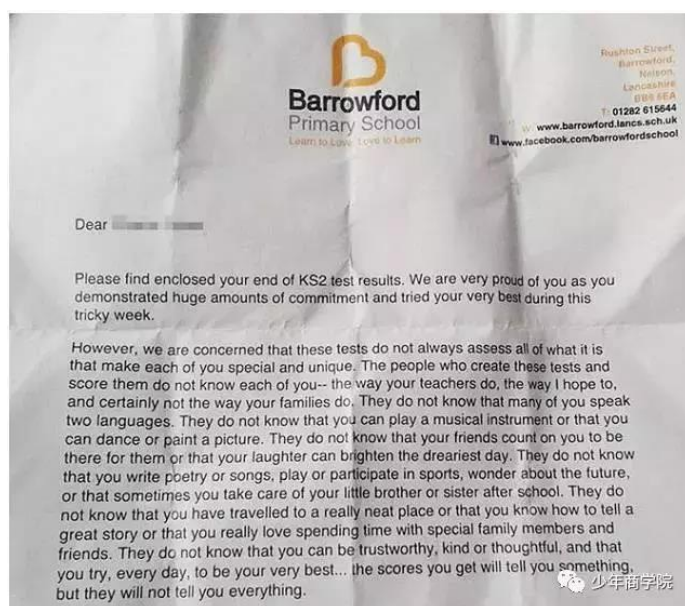 Barrowford
Primary School
Learn to Love, Love to Learn
Rushton Street,
Barrowford,
Nelson,
Lancashire
BB9 6EA
T: 01282 615644
W: www.barrowford.lancs.sch.uk
www.facebook.com/barrowfordschool
Dear
Please find enclosed your end of KS2 test results. We are very proud of you as you
demonstrated huge amounts of commitment and tried your very best during this
tricky week.
However, we are concerned that these tests do not always assess all of what it is
that make each of you special and unique. The people who create these tests and
score them do not know each of you-- the way your teachers do, the way I hope to,
and certainly not the way your families do. They do not know that many of you speak
two languages. They do not know that you can play a musical instrument or that you
can dance or paint a picture. They do not know that your friends count on you to be
there for them or that your laughter can brighten the dreariest day. They do not know
that you write poetry or songs, play or participate in sports, wonder about the future,
or that sometimes you take care of your little brother or sister after school. They do
not know that you have travelled to a really neat place or that you know how to tell a
great story or that you really love spending time with special family members and
friends. They do not know that you can be trustworthy, kind or thoughtful, and that
you try, every day, to be your very best... the scores you get will tell you something,
but they will not tell you everything.
少年商学院